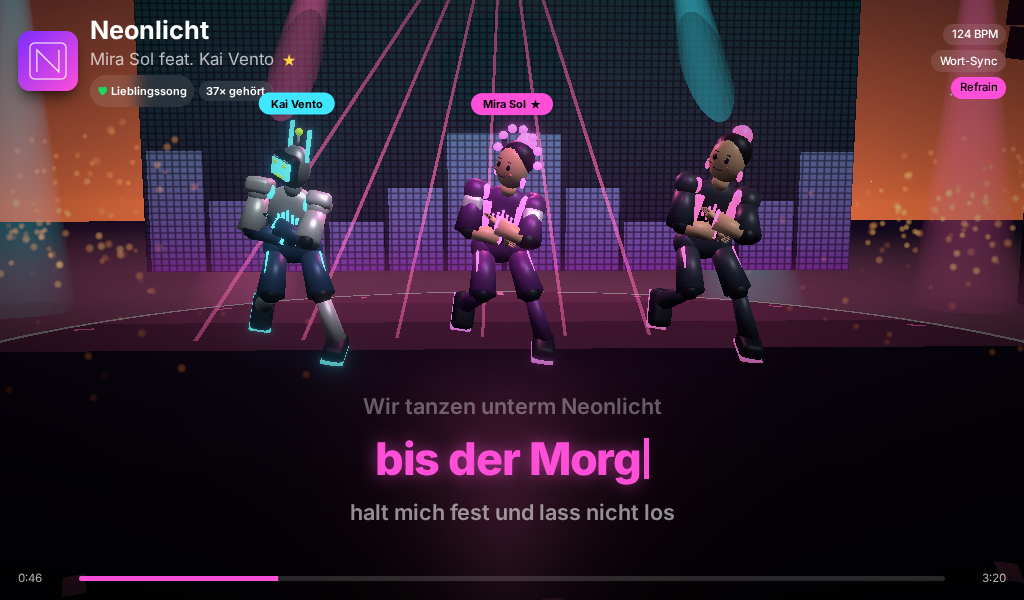 N
Neonlicht
Mira Sol feat. Kai Vento ★
Lieblingssong
37× gehört
124 BPM
Wort-Sync
Refrain
Kai Vento
Mira Sol ★
Wir tanzen unterm Neonlicht
bis der Morg
halt mich fest und lass nicht los
0:46
3:20